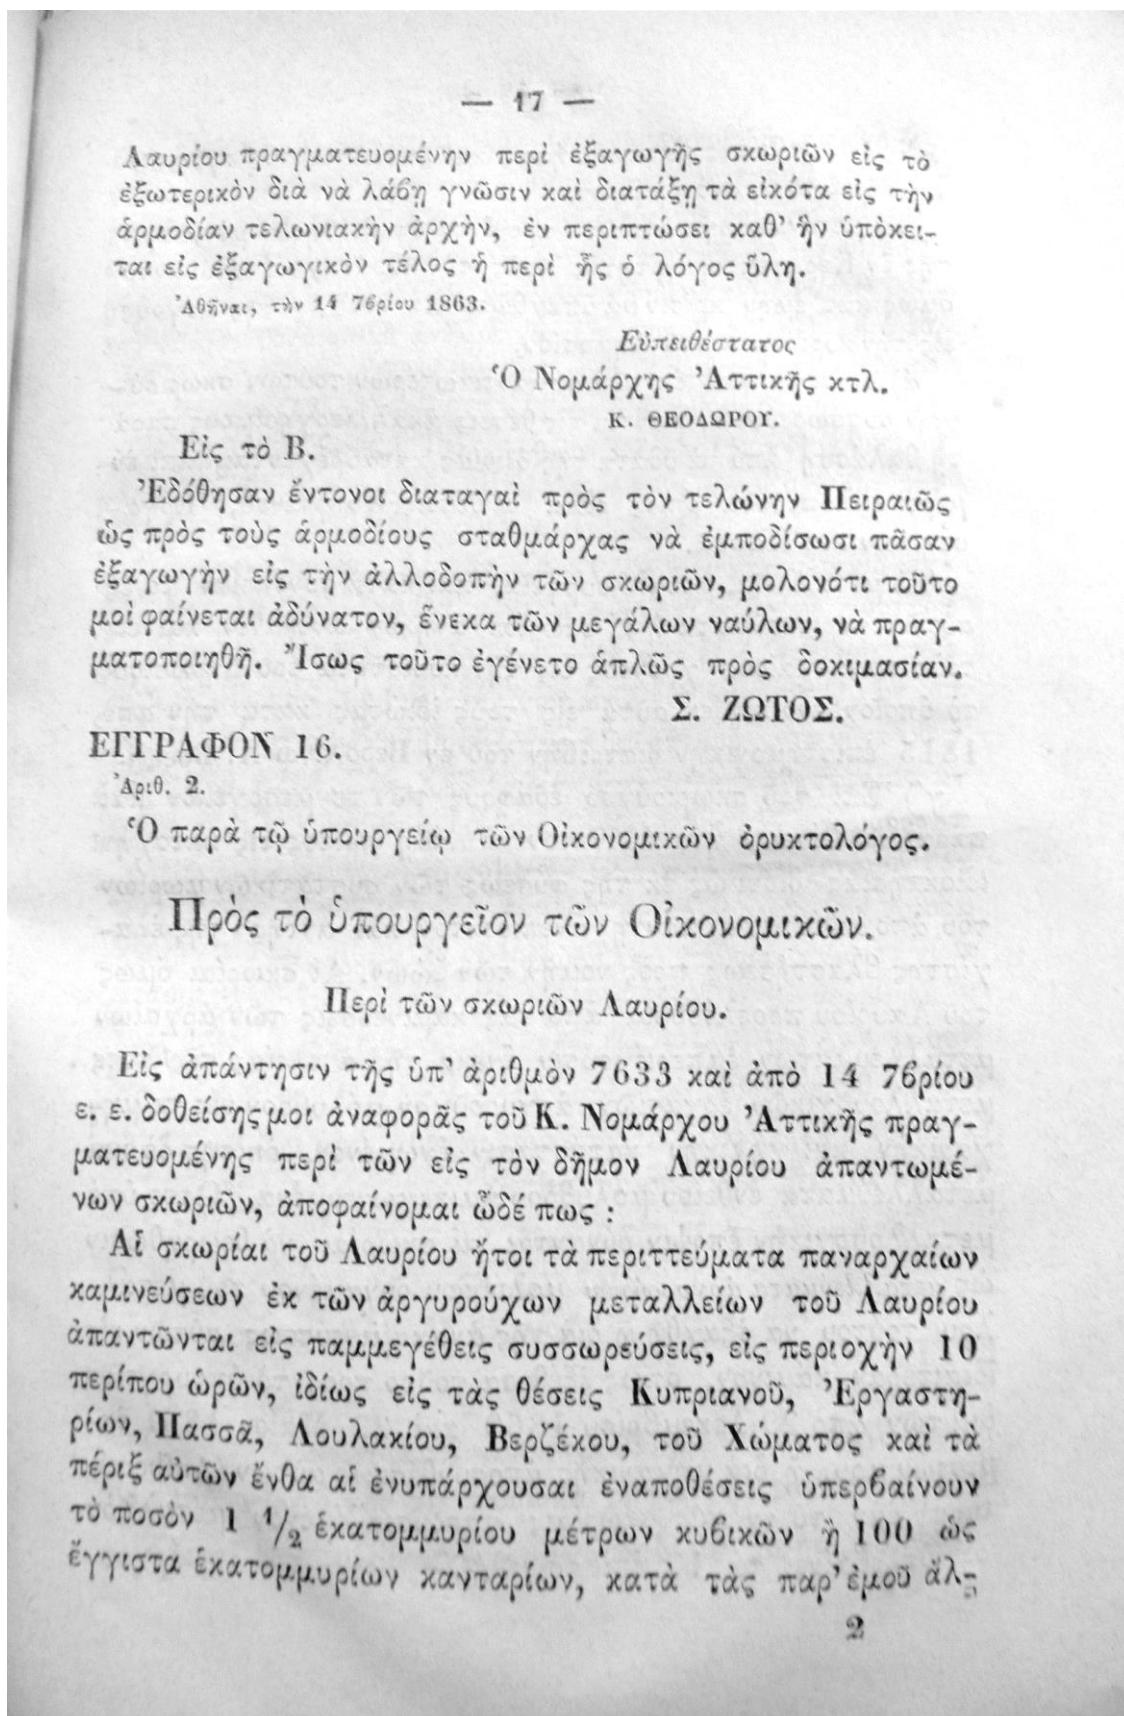 — 17 —
Λαυρίου πραγματευομένην περὶ ἐξαγωγῆς σκωριῶν εἰς τὸ
ἐξωτερικὸν διὰ νὰ λάβῃ γνῶσιν καὶ διατάξῃ τὰ εἰκότα εἰς τὴν
ἁρμοδίαν τελωνιακὴν ἀρχὴν, ἐν περιπτώσει καθ' ἣν ὑπόκει-
ται εἰς ἐξαγωγικὸν τέλος ἡ περὶ ἧς ὁ λόγος ὕλη.
Ἀθῆναι, τὴν 14 7βρίου 1863.
Εὐπειθέστατος
Ὁ Νομάρχης Ἀττικῆς κτλ.
Κ. ΘΕΟΔΩΡΟΥ.
Εἰς τὸ Β.
Ἐδόθησαν ἔντονοι διαταγαὶ πρὸς τὸν τελώνην Πειραιῶς
ὡς πρὸς τοὺς ἁρμοδίους σταθμάρχας νὰ ἐμποδίσωσι πᾶσαν
ἐξαγωγὴν εἰς τὴν ἀλλοδοπὴν τῶν σκωριῶν, μολονότι τοῦτο
μοὶ φαίνεται ἀδύνατον, ἕνεκα τῶν μεγάλων ναύλων, νὰ πραγ-
ματοποιηθῇ. Ἴσως τοῦτο ἐγένετο ἁπλῶς πρὸς δοκιμασίαν.
Σ. ΖΩΤΟΣ.
ΕΓΓΡΑΦΟΝ 16.
Ἀριθ. 2.
Ὁ παρὰ τῷ ὑπουργείῳ τῶν Οἰκονομικῶν ὀρυκτολόγος.
Πρὸς τὸ ὑπουργεῖον τῶν Οἰκονομικῶν.
Περὶ τῶν σκωριῶν Λαυρίου.
Εἰς ἀπάντησιν τῆς ὑπ' ἀριθμὸν 7633 καὶ ἀπὸ 14 7βρίου
ε. ε. δοθείσης μοι ἀναφορᾶς τοῦ Κ. Νομάρχου Ἀττικῆς πραγ-
ματευομένης περὶ τῶν εἰς τὸν δῆμον Λαυρίου ἀπαντωμέ-
νων σκωριῶν, ἀποφαίνομαι ὧδέ πως :
Αἱ σκωρίαι τοῦ Λαυρίου ἤτοι τὰ περιττεύματα παναρχαίων
καμινεύσεων ἐκ τῶν ἀργυρούχων μεταλλείων τοῦ Λαυρίου
ἀπαντῶνται εἰς παμμεγέθεις συσσωρεύσεις, εἰς περιοχὴν 10
περίπου ὡρῶν, ἰδίως εἰς τὰς θέσεις Κυπριανοῦ, Ἐργαστη-
ρίων, Πασσᾶ, Λουλακίου, Βερζέκου, τοῦ Χώματος καὶ τὰ
πέριξ αὐτῶν ἔνθα αἱ ἐνυπάρχουσαι ἐναποθέσεις ὑπερβαίνουν
τὸ ποσὸν 1 1/2 ἑκατομμυρίου μέτρων κυβικῶν ἢ 100 ὡς
ἔγγιστα ἑκατομμυρίων κανταρίων, κατὰ τὰς παρ' ἐμοῦ ἄλ-
2